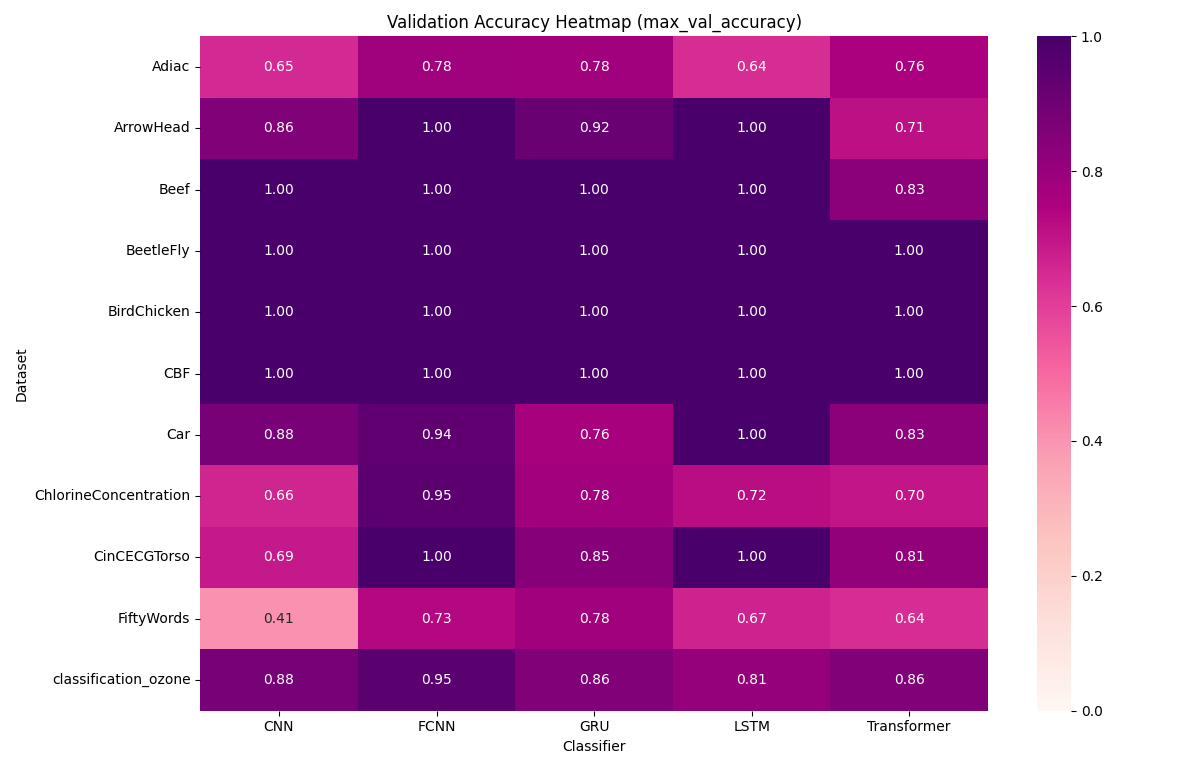 Validation Accuracy Heatmap (max_val_accuracy)
Dataset
Adiac 0.65 0.78 0.78 0.64 0.76
ArrowHead 0.86 1.00 0.92 1.00 0.71
Beef 1.00 1.00 1.00 1.00 0.83
BeetleFly 1.00 1.00 1.00 1.00 1.00
BirdChicken 1.00 1.00 1.00 1.00 1.00
CBF 1.00 1.00 1.00 1.00 1.00
Car 0.88 0.94 0.76 1.00 0.83
ChlorineConcentration 0.66 0.95 0.78 0.72 0.70
CinCECGTorso 0.69 1.00 0.85 1.00 0.81
FiftyWords 0.41 0.73 0.78 0.67 0.64
classification_ozone 0.88 0.95 0.86 0.81 0.86
CNN FCNN GRU LSTM Transformer
Classifier
1.0
0.8
0.6
0.4
0.2
0.0